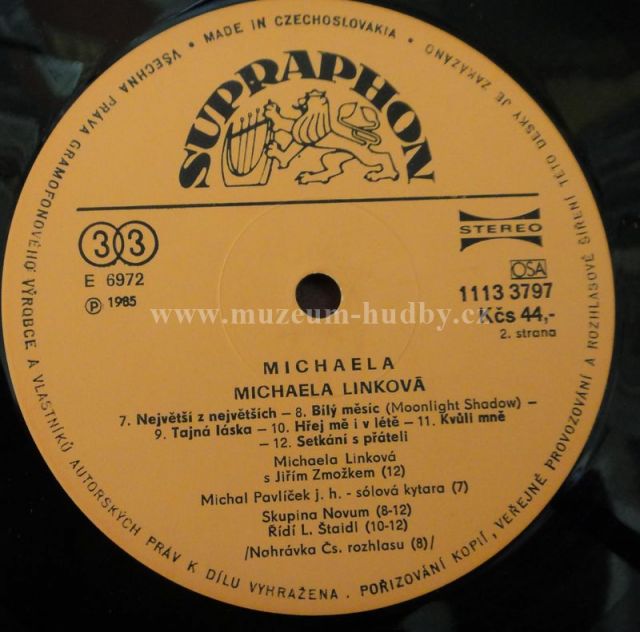 VŠECHNA PRÁVA GRAMOFONOVÉHO VÝROBCE A VLASTNÍKŮ AUTORSKÝCH PRÁV K DÍLU VYHRAŽENA. POŘIZOVÁNÍ KOPIÍ, VEŘEJNÉ PROVOZOVÁNÍ A ROZHLASOVÉ ŠÍŘENÍ TÉTO DESKY JE ZAKÁZÁNO • MADE IN CZECHOSLOVAKIA •
SUPRAPHON
33
STEREO
E 6972
OSA
℗ 1985
1113 3797
www.muzeum-hudby.cz
Kčs 44,-
2. strana
MICHAELA
MICHAELA LINKOVÁ
7. Největší z největších – 8. Bílý měsíc (Moonlight Shadow) –
9. Tajná láska – 10. Hřej mě i v létě – 11. Kvůli mně
– 12. Setkání s přáteli
Michaela Linková
s Jiřím Zmožkem (12)
Michal Pavlíček j. h. - sólová kytara (7)
Skupina Novum (8-12)
Řídí L. Štaidl (10-12)
/Nohrávka Čs. rozhlasu (8)/